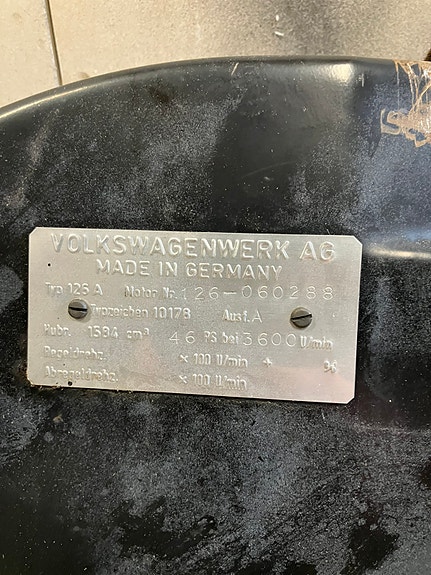 VOLKSWAGENWERK AG
MADE IN GERMANY
Typ 126 A Motor Nr. 126-060288
Typzeichen 10178 Ausf. A
Hubr. 1584 cm³ 46 PS bei 3600 U/min
Regeldrehz. × 100 U/min + %
Abregeldrehz. × 100 U/min